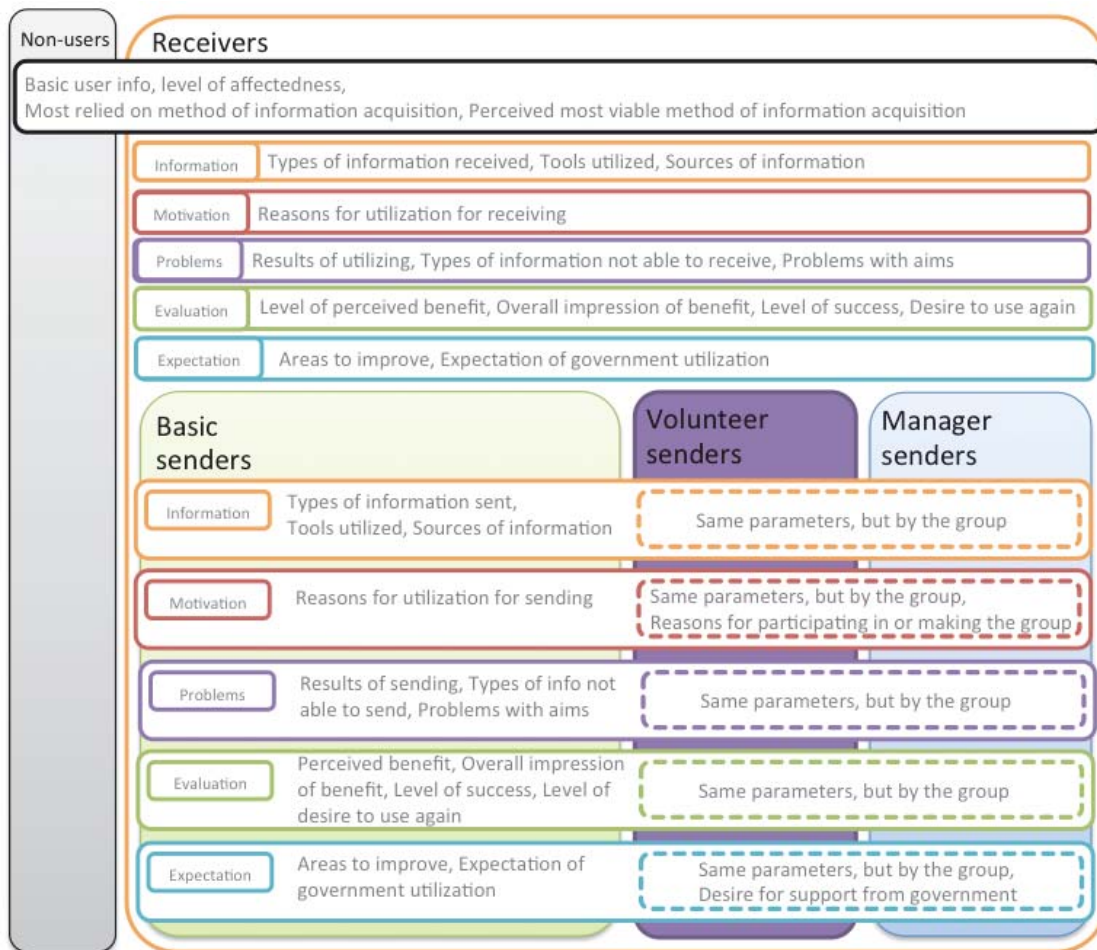 Non-users
Receivers
Basic user info, level of affectedness,
Most relied on method of information acquisition, Perceived most viable method of information acquisition
Information
Types of information received, Tools utilized, Sources of information
Motivation
Reasons for utilization for receiving
Problems
Results of utilizing, Types of information not able to receive, Problems with aims
Evaluation
Level of perceived benefit, Overall impression of benefit, Level of success, Desire to use again
Expectation
Areas to improve, Expectation of government utilization
Basic
senders
Volunteer
senders
Manager
senders
Information
Types of information sent,
Tools utilized, Sources of information
Same parameters, but by the group
Motivation
Reasons for utilization for sending
Same parameters, but by the group,
Reasons for participating in or making the group
Problems
Results of sending, Types of info not
able to send, Problems with aims
Same parameters, but by the group
Evaluation
Perceived benefit, Overall impression
of benefit, Level of success, Level of
desire to use again
Same parameters, but by the group
Expectation
Areas to improve, Expectation of
government utilization
Same parameters, but by the group,
Desire for support from government